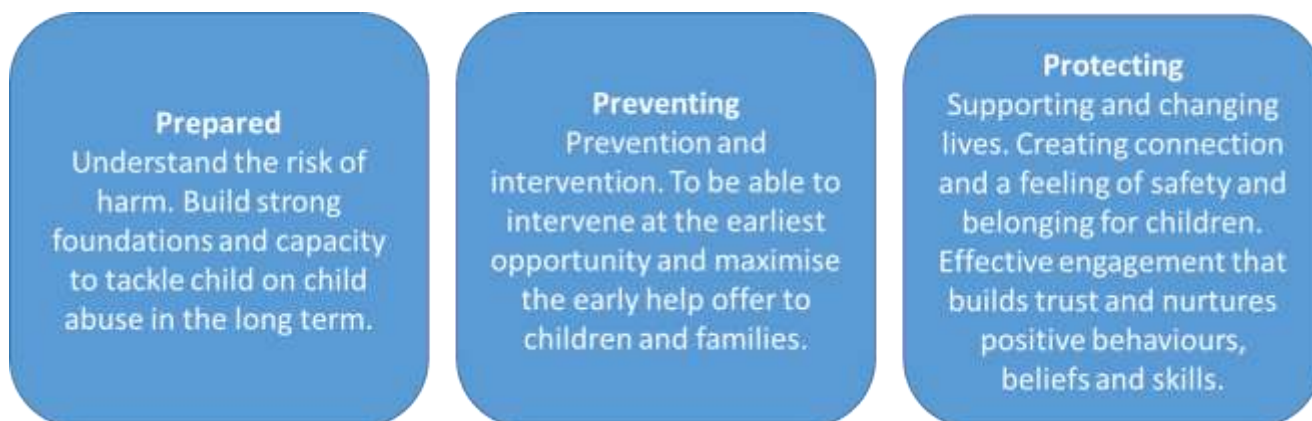 Prepared
Understand the risk of
harm. Build strong
foundations and capacity
to tackle child on child
abuse in the long term.
Preventing
Prevention and
intervention. To be able to
intervene at the earliest
opportunity and maximise
the early help offer to
children and families.
Protecting
Supporting and changing
lives. Creating connection
and a feeling of safety and
belonging for children.
Effective engagement that
builds trust and nurtures
positive behaviours,
beliefs and skills.